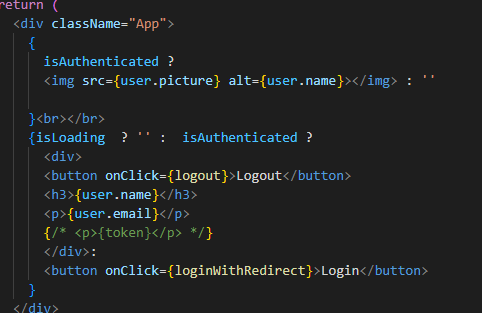 return (
<div className="App">
{
isAuthenticated ?
<img src={user.picture} alt={user.name}></img> : ''
}<br></br>
{isLoading ? '' : isAuthenticated ?
<div>
<button onClick={logout}>Logout</button>
<h3>{user.name}</h3>
<p>{user.email}</p>
{/* <p>{token}</p> */}
</div>:
<button onClick={loginWithRedirect}>Login</button>
}
</div>